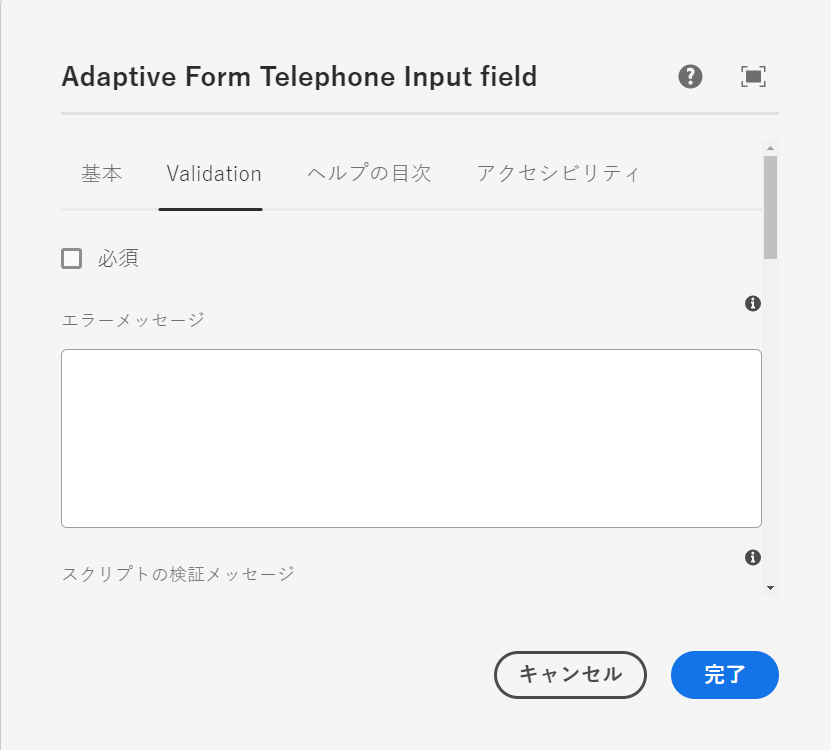 Adaptive Form Telephone Input field
基本 Validation ヘルプの目次 アクセシビリティ
必須
エラーメッセージ
スクリプトの検証メッセージ
キャンセル 完了